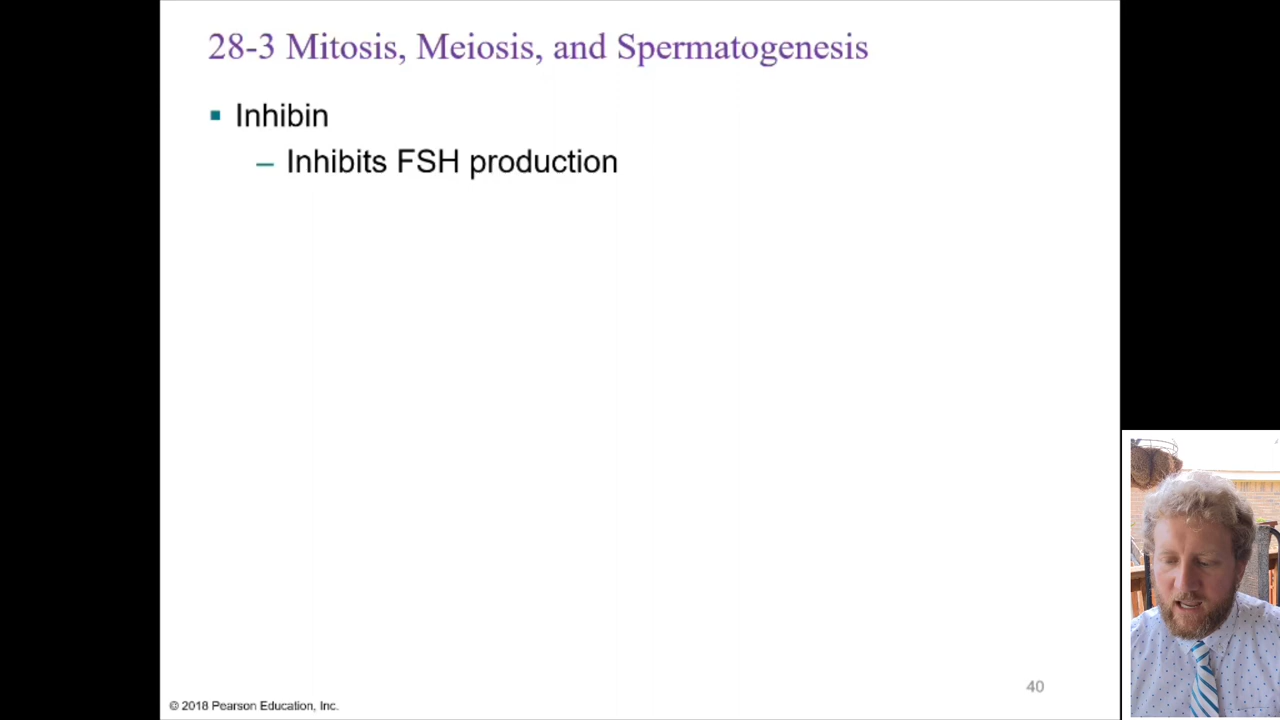 28-3 Mitosis, Meiosis, and Spermatogenesis
▪ Inhibin
– Inhibits FSH production
40
© 2018 Pearson Education, Inc.